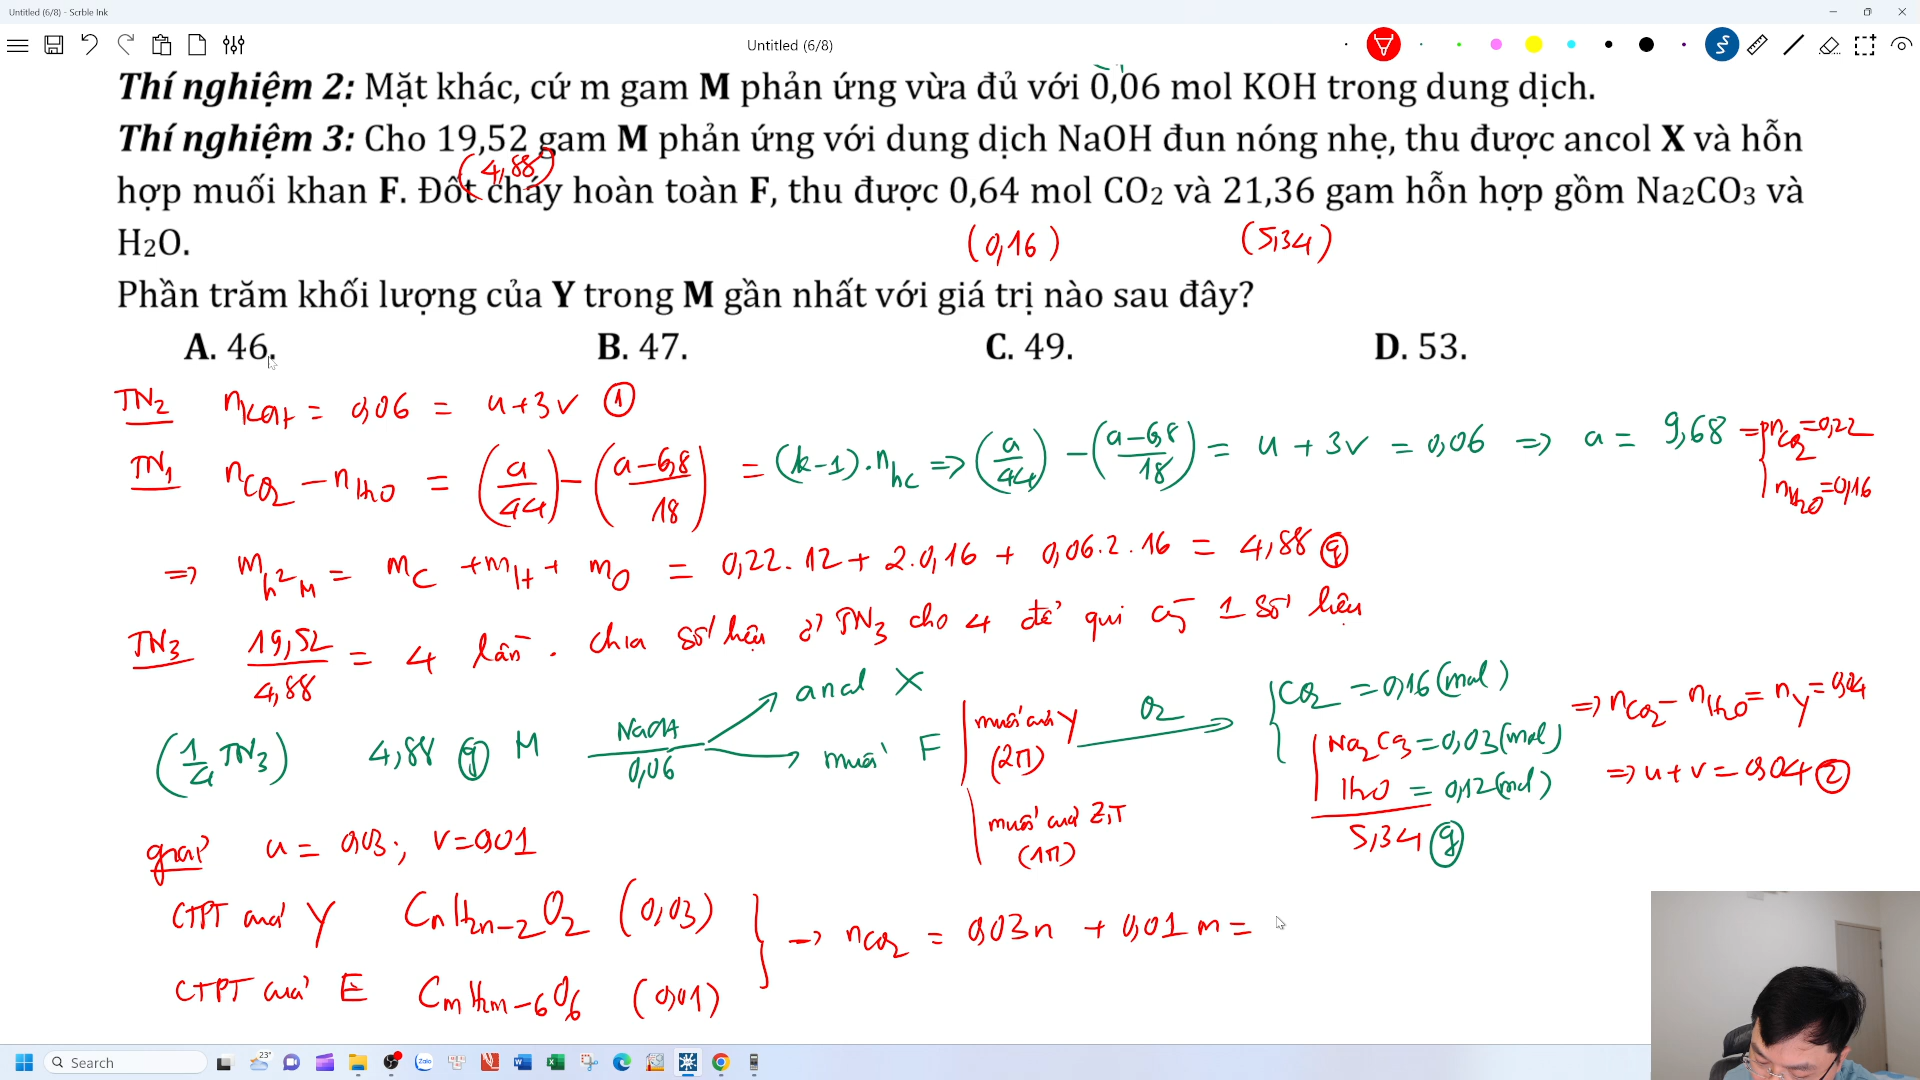 Untitled (6/8) - Scrble Ink
Untitled (6/8)
Thí nghiệm 2: Mặt khác, cứ m gam M phản ứng vừa đủ với 0,06 mol KOH trong dung dịch.
Thí nghiệm 3: Cho 19,52 gam M phản ứng với dung dịch NaOH đun nóng nhẹ, thu được ancol X và hỗn
(4,88)
hợp muối khan F. Đốt cháy hoàn toàn F, thu được 0,64 mol CO2 và 21,36 gam hỗn hợp gồm Na2CO3 và
H2O.
(0,16) (5,34)
Phần trăm khối lượng của Y trong M gần nhất với giá trị nào sau đây?
A. 46. B. 47. C. 49. D. 53.
TN2 nKOH = 0,06 = u+3v ①
TN1 nCO2 - nH2O = (a/44) - (a-6,8/18) = (k-1).nhc => (a/44) - (a-6,8/18) = u + 3v = 0,06 => a = 9,68 => nCO2=0,22
nH2O=0,16
=> mh2M = mC + mH + mO = 0,22.12 + 2.0,16 + 0,06.2.16 = 4,88 g
TN3 19,52/4,88 = 4 lần. chia số liệu ở TN3 cho 4 để qui về 1 số liệu
(1/4 TN3) 4,88 g M NaOH 0,06
ancol X
muối F
muối của Y (2π)
muối của Z,T (1π)
O2
CO2 = 0,16 (mol)
Na2CO3 = 0,03 (mol)
H2O = 0,12 (mol)
5,34 g
=> nCO2 - nH2O = nY = 0,04
=> u+v = 0,04 ②
giải u = 0,03; v = 0,01
CTPT của Y CnH2n-2O2 (0,03)
-> nCO2 = 0,03n + 0,01m =
CTPT của E CmH2m-6O6 (0,01)
Search
23°
Zalo